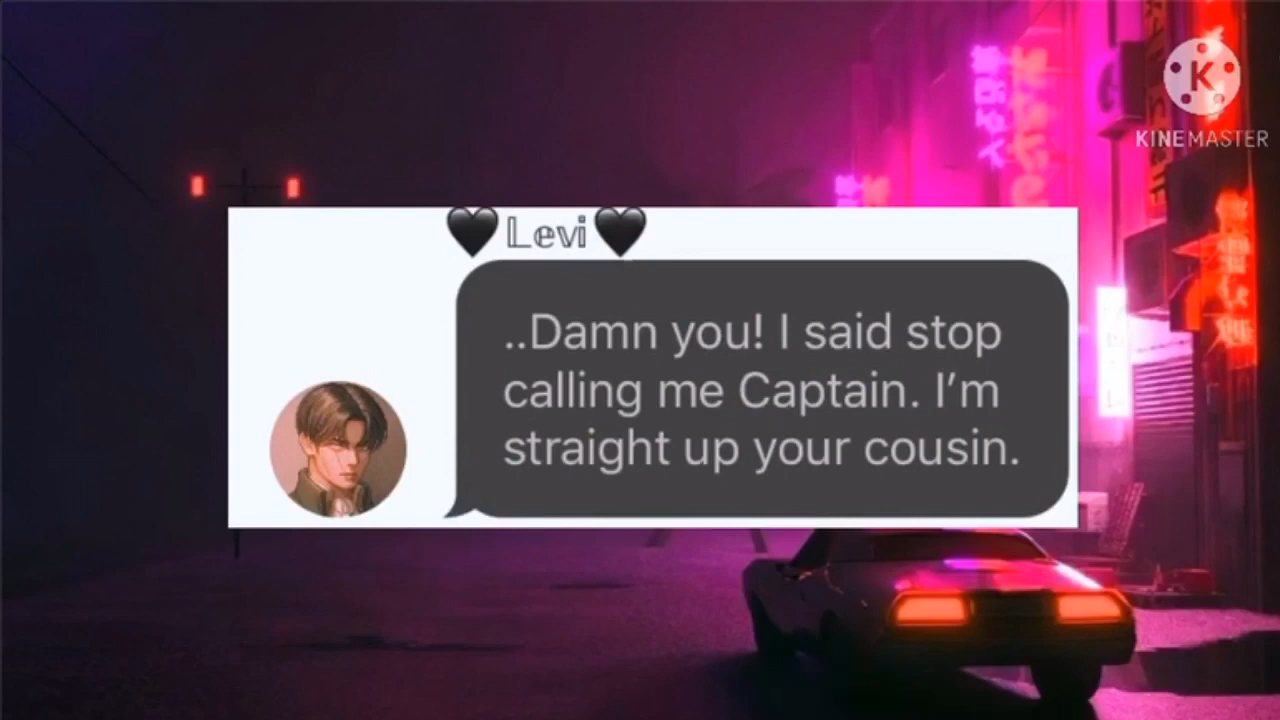 🖤 𝕃𝕖𝕧𝕚 🖤
..Damn you! I said stop
calling me Captain. I’m
straight up your cousin.
K
KINEMASTER